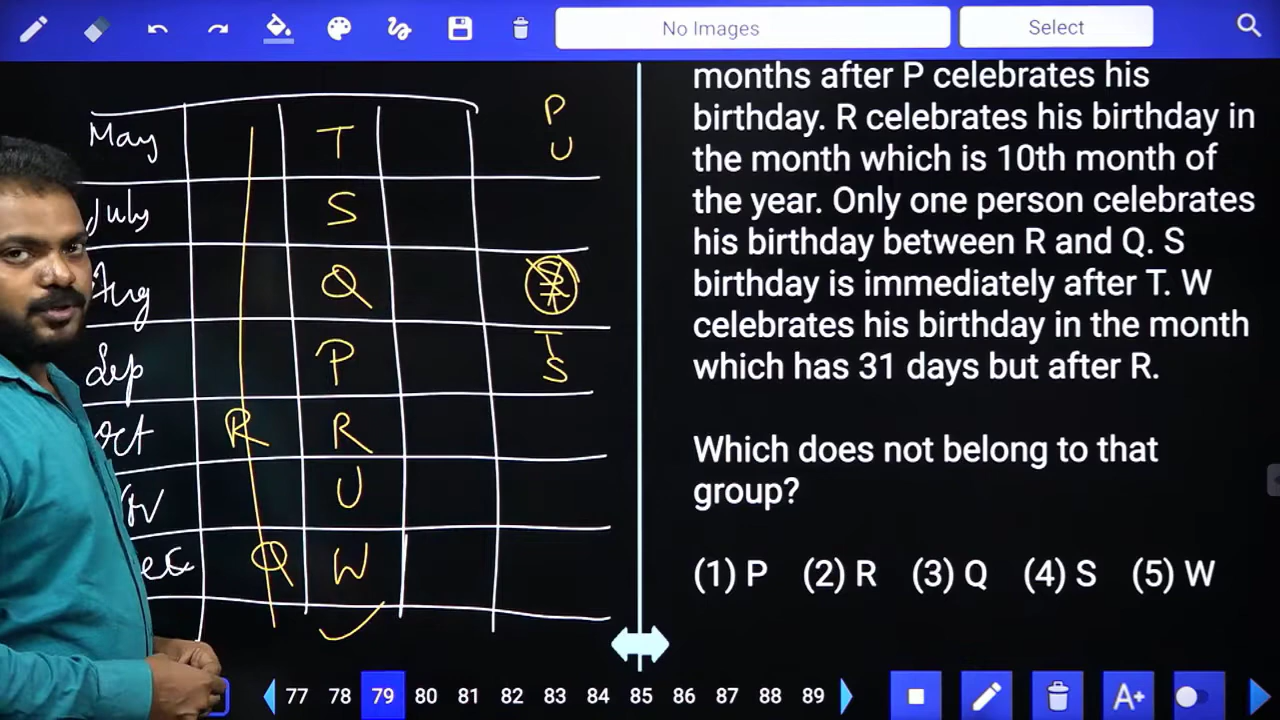 No Images
Select
May T P
U
July S
Aug Q
Sep P T
S
Oct R R
U
Q W
months after P celebrates his
birthday. R celebrates his birthday in
the month which is 10th month of
the year. Only one person celebrates
his birthday between R and Q. S
birthday is immediately after T. W
celebrates his birthday in the month
which has 31 days but after R.
Which does not belong to that
group?
(1) P (2) R (3) Q (4) S (5) W
77 78 79 80 81 82 83 84 85 86 87 88 89
A+